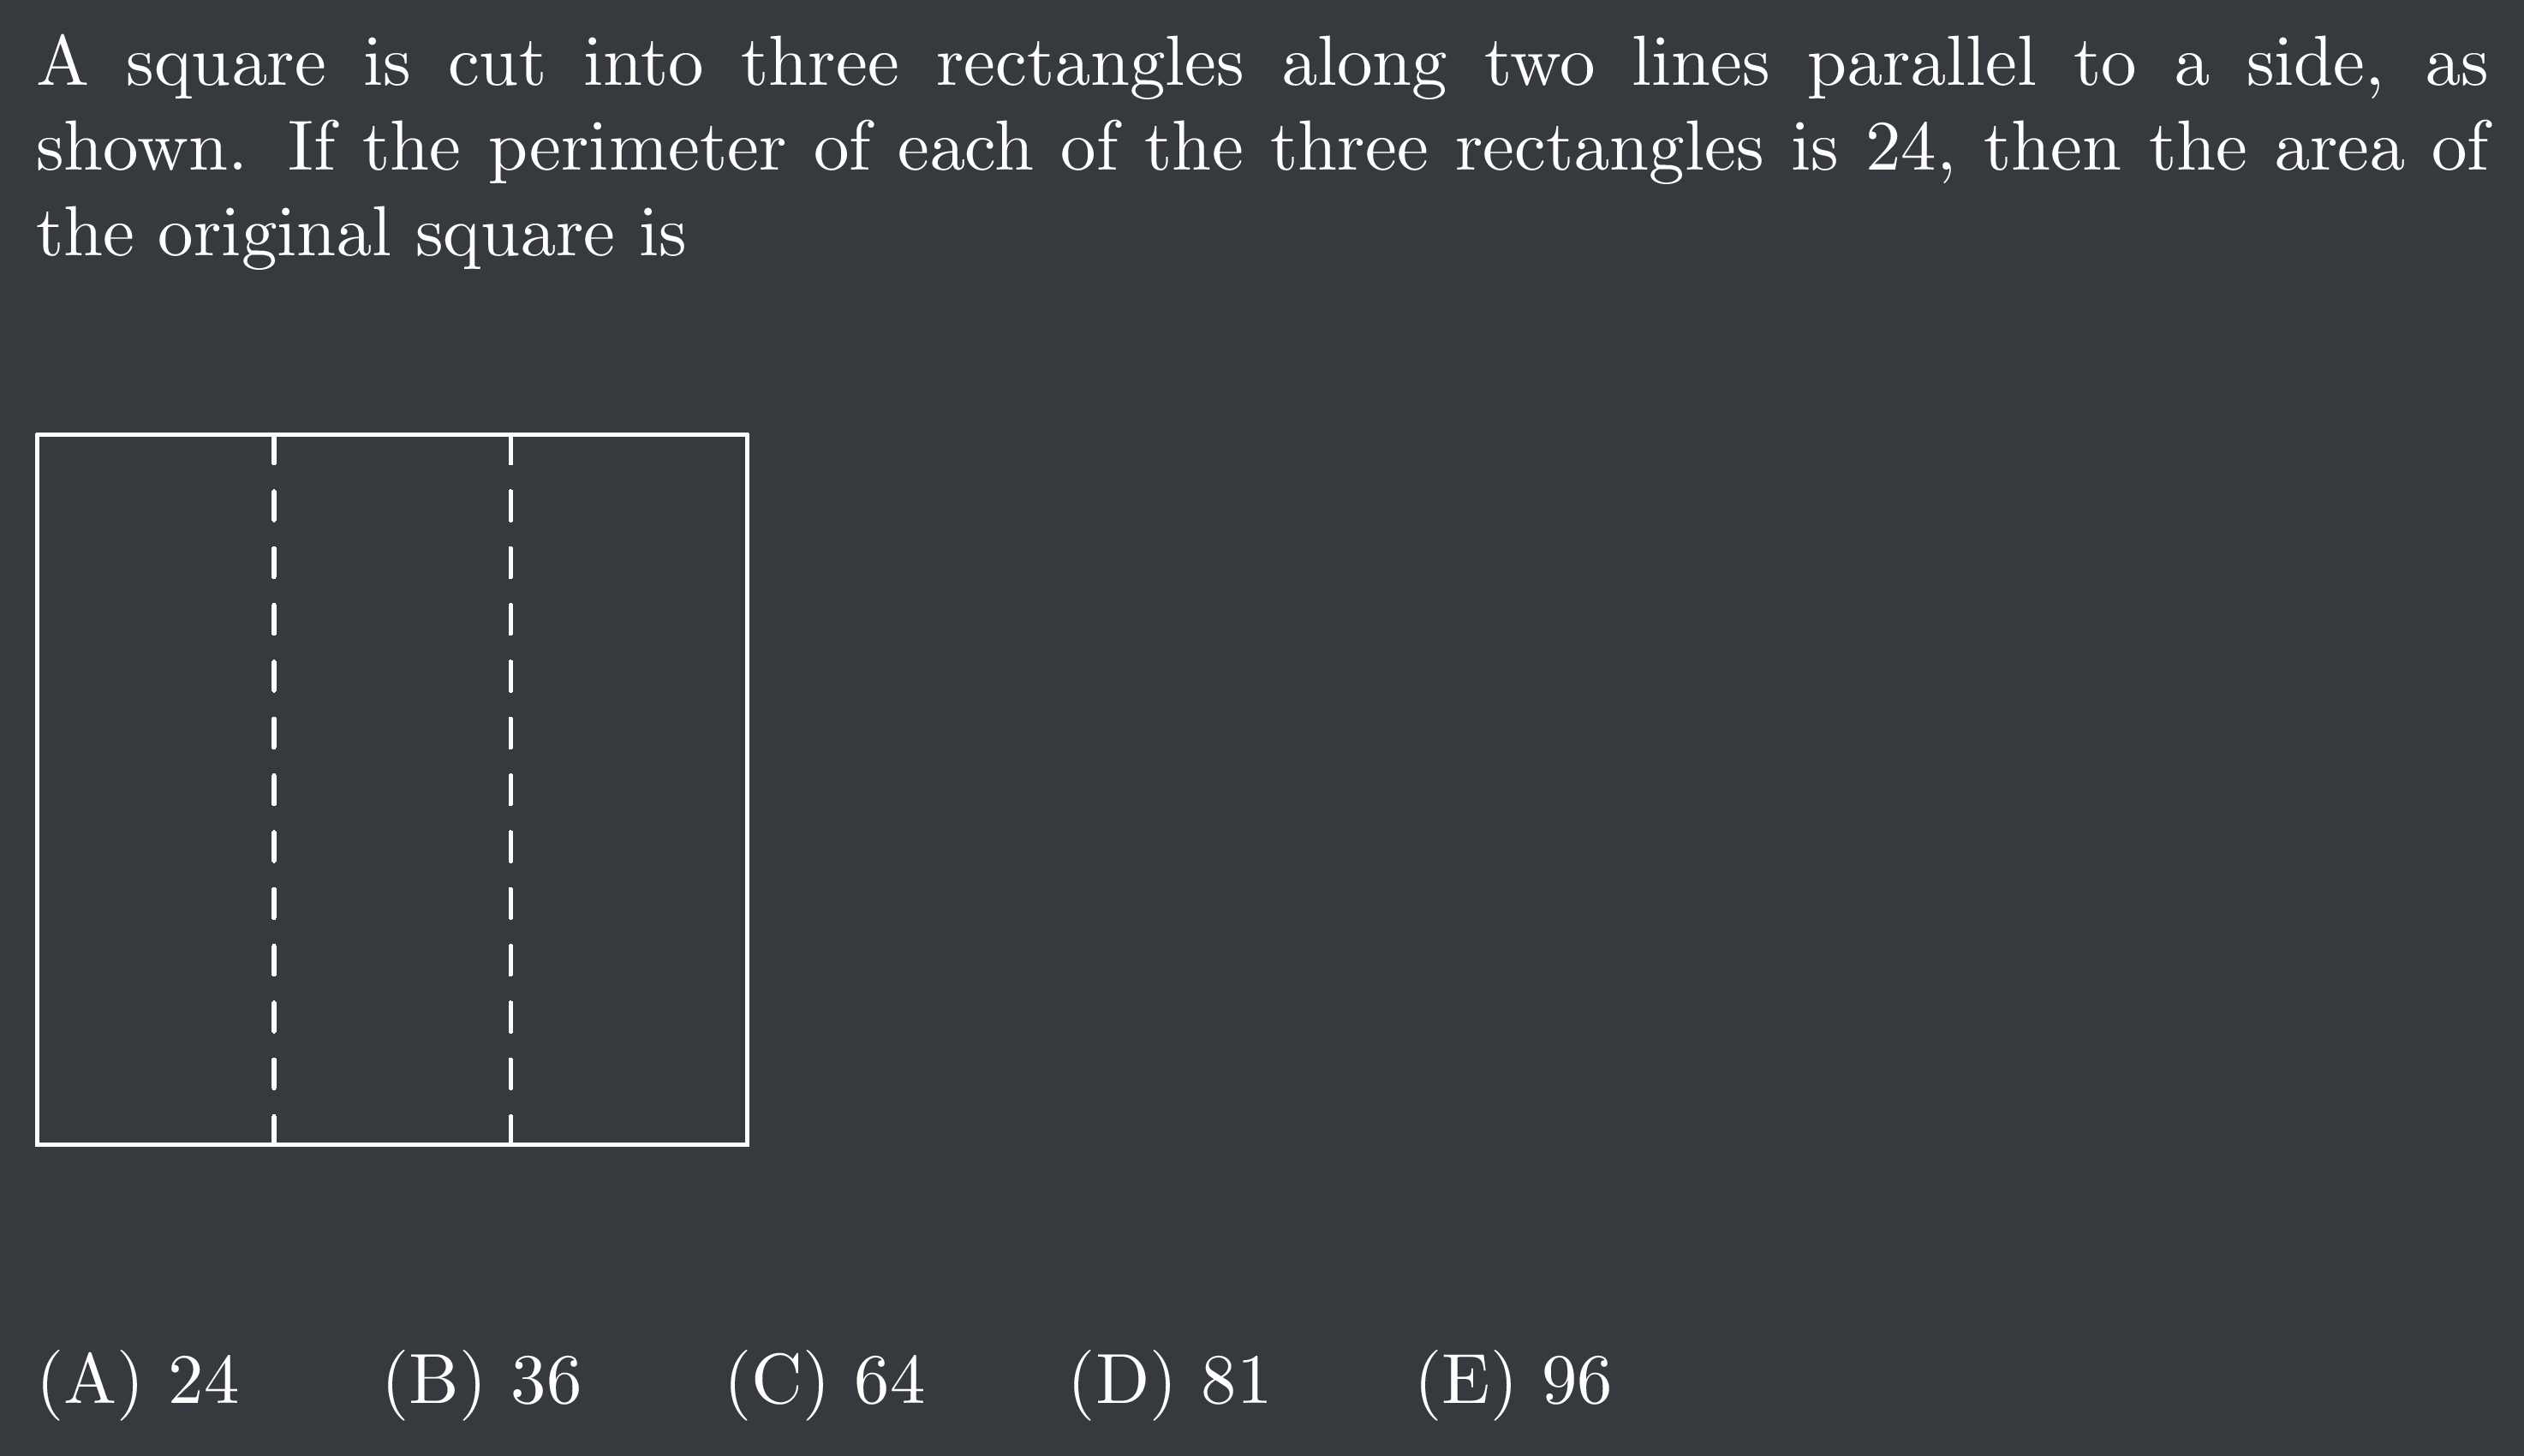 A square is cut into three rectangles along two lines parallel to a side, as
shown. If the perimeter of each of the three rectangles is 24, then the area of
the original square is
(A) 24 (B) 36 (C) 64 (D) 81 (E) 96